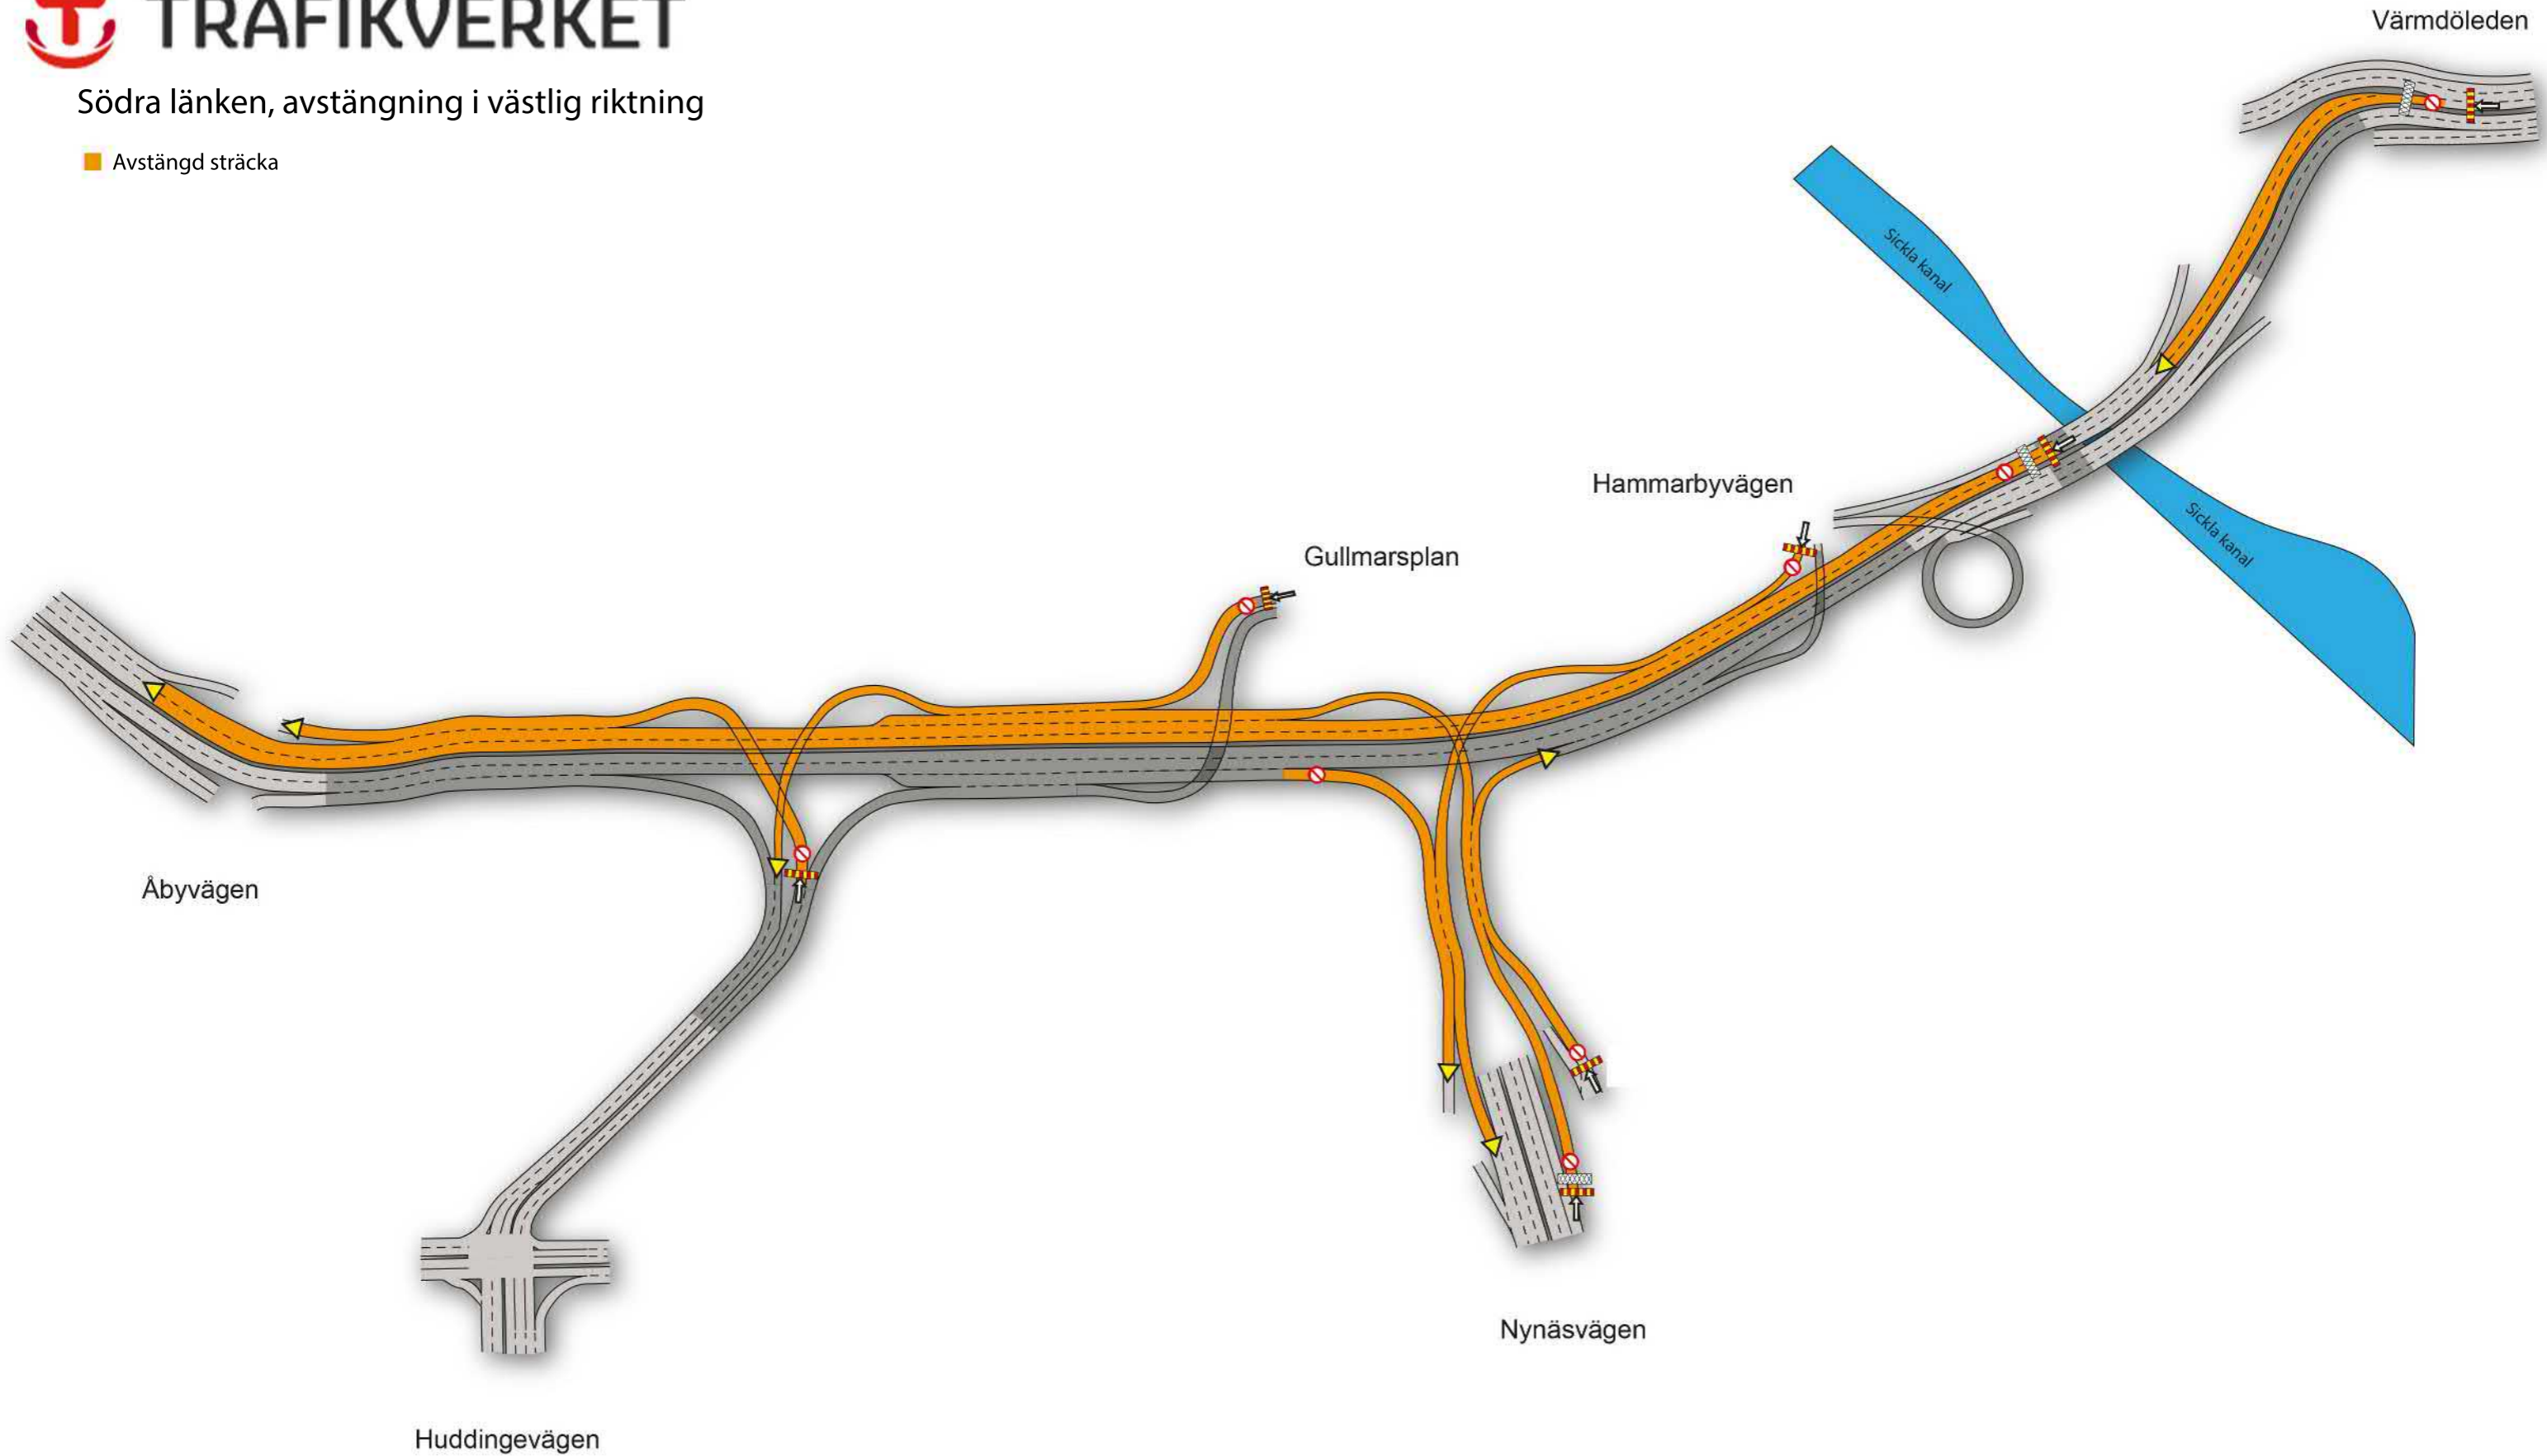 TRAFIKVERKET
Södra länken, avstängning i västlig riktning
Avstängd sträcka
Värmdöleden
Sickla kanal
Hammarbyvägen
Sickla kanal
Gullmarsplan
Åbyvägen
Nynäsvägen
Huddingevägen